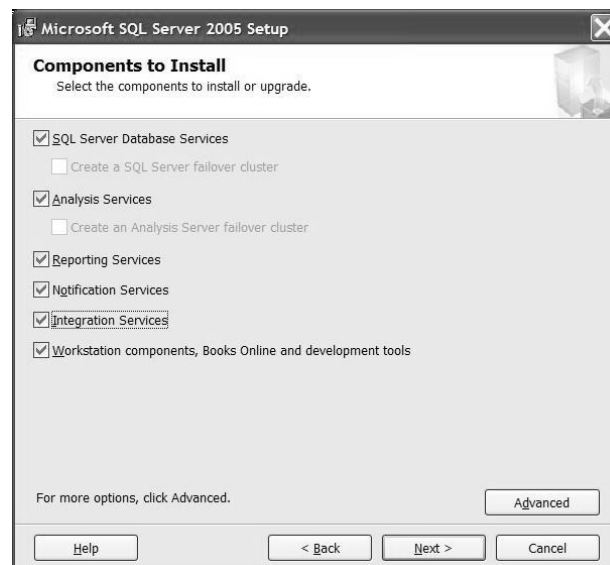 Microsoft SQL Server 2005 Setup
Components to Install
Select the components to install or upgrade.
SQL Server Database Services
Create a SQL Server failover cluster
Analysis Services
Create an Analysis Server failover cluster
Reporting Services
Notification Services
Integration Services
Workstation components, Books Online and development tools
For more options, click Advanced.
Advanced
Help
< Back
Next >
Cancel